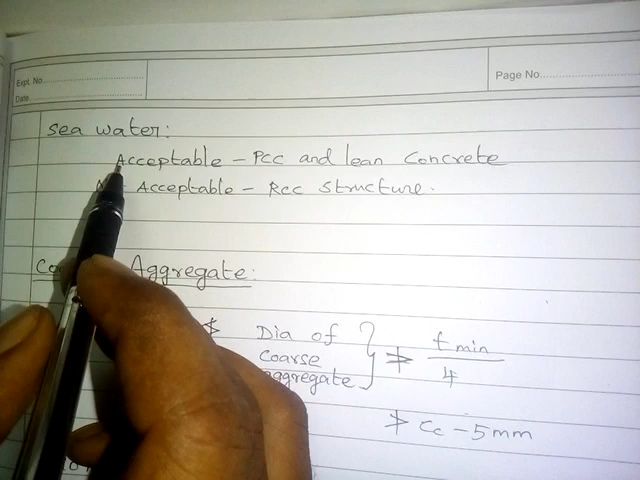 Expt. No.
Date
Page No.
Sea water:
Acceptable - PCC and lean Concrete
Acceptable - RCC Structure.
Aggregate:
≯ Dia of coarse aggregate } ≯ tmin / 4
≯ Cc - 5mm